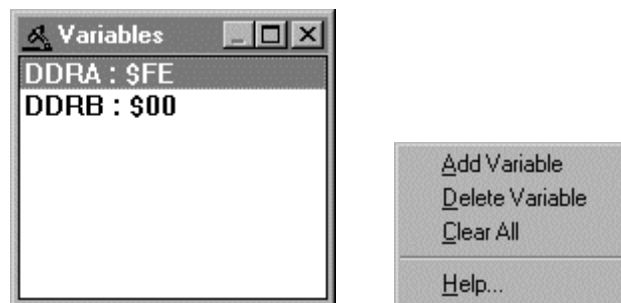 Variables
DDRA : $FE
DDRB : $00
Add Variable
Delete Variable
Clear All
Help...